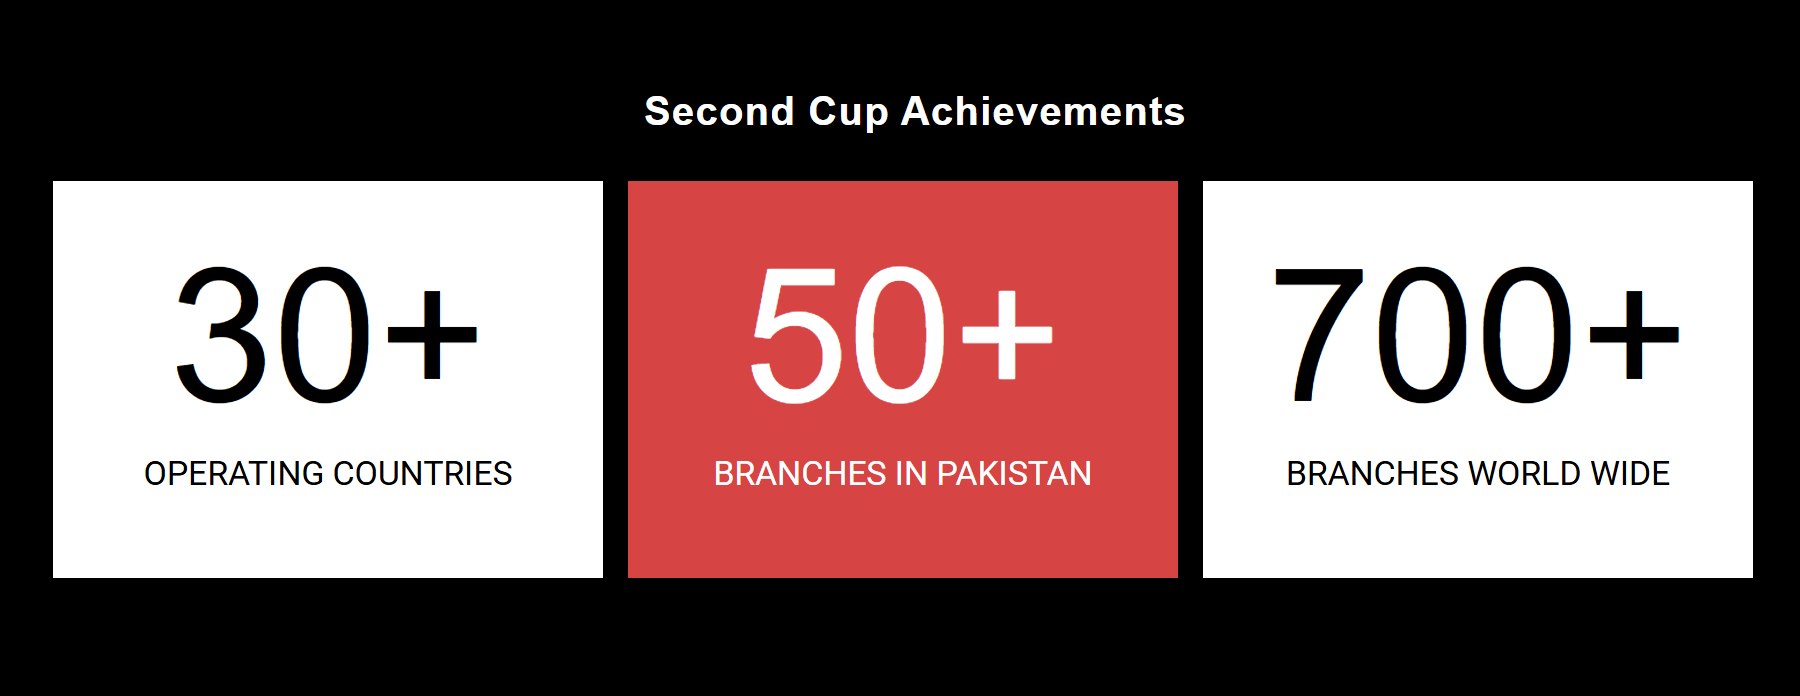 Second Cup Achievements
30+
OPERATING COUNTRIES
50+
BRANCHES IN PAKISTAN
700+
BRANCHES WORLD WIDE